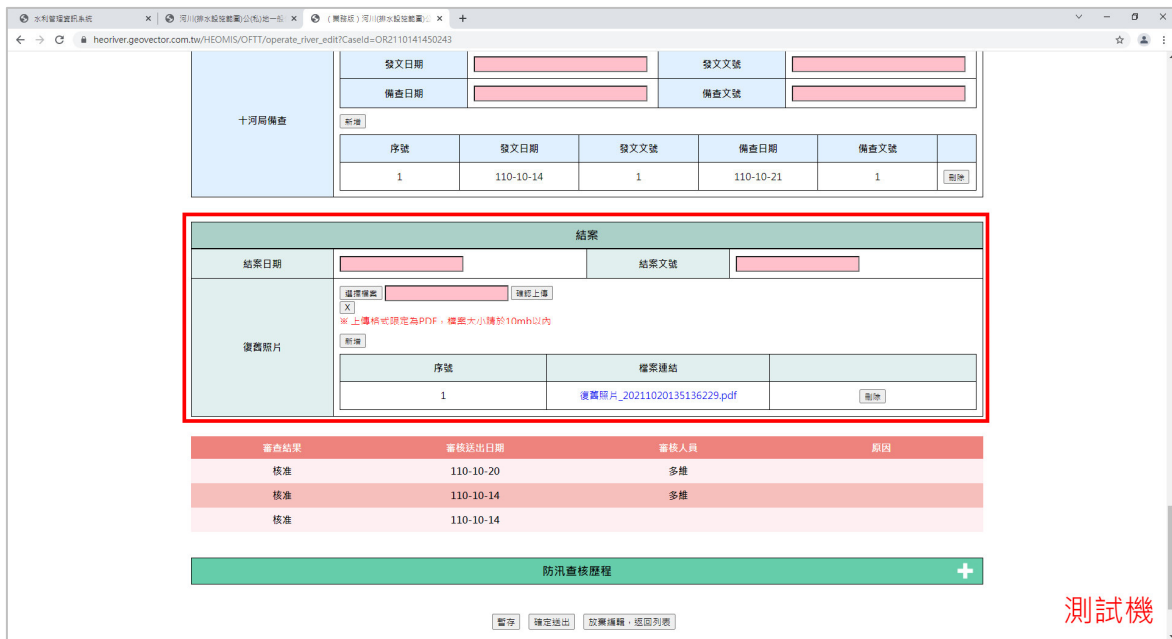 水利管理資訊系統 河川(排水設施範圍)公(私)地一般 (業務版)河川(排水設施範圍)公
heoriver.geovector.com.tw/HEOMIS/OFTT/operate_river_edit?CaseId=OR2110141450243
發文日期 發文文號
備查日期 備查文號
十河局備查
新增
序號 發文日期 發文文號 備查日期 備查文號
1 110-10-14 1 110-10-21 1 刪除
結案
結案日期 結案文號
復舊照片
選擇檔案 確認上傳
X
※ 上傳格式限定為PDF,檔案大小請於10mb以內
新增
序號 檔案連結
1 復舊照片_20211020135136229.pdf 刪除
審查結果 審核送出日期 審核人員 原因
核准 110-10-20 多維
核准 110-10-14 多維
核准 110-10-14
防汛查核歷程
暫存 確定送出 放棄編輯,返回列表
測試機